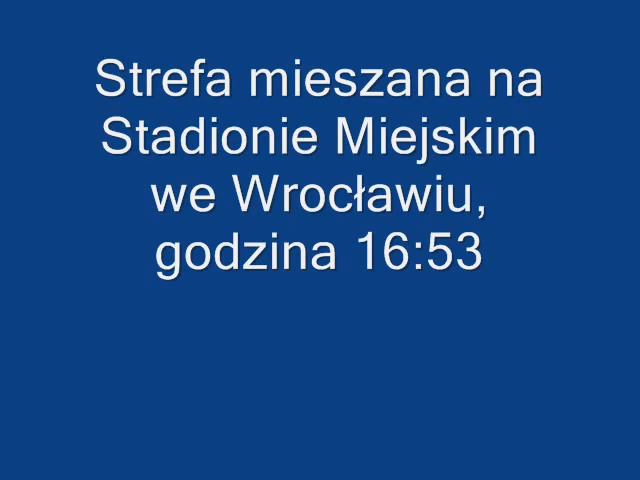 Strefa mieszana na
Stadionie Miejskim
we Wrocławiu,
godzina 16:53